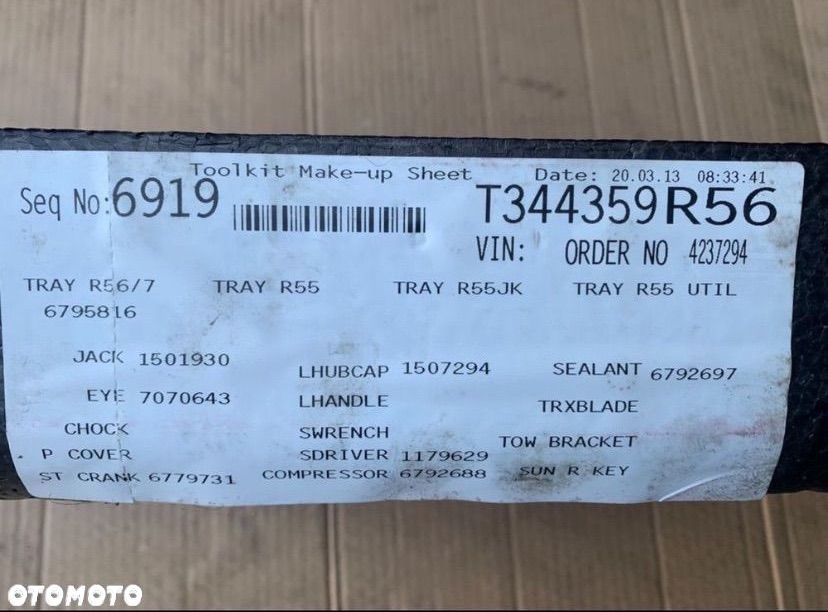 Toolkit Make-up Sheet Date: 20.03.13 08:33:41
Seq No: 6919 T344359 R56
VIN: ORDER NO 4237294
TRAY R56/7 TRAY R55 TRAY R55JK TRAY R55 UTIL
6795816
JACK 1501930 LHUBCAP 1507294 SEALANT 6792697
EYE 7070643 LHANDLE TRXBLADE
CHOCK SWRENCH TOW BRACKET
P COVER SDRIVER 1179629 SUN R KEY
ST CRANK 6779731 COMPRESSOR 6792688
OTOMOTO